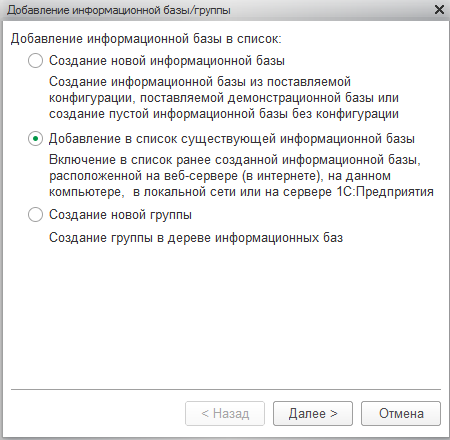 Добавление информационной базы/группы
Добавление информационной базы в список:
Создание новой информационной базы
Создание информационной базы из поставляемой
конфигурации, поставляемой демонстрационной базы или
создание пустой информационной базы без конфигурации
Добавление в список существующей информационной базы
Включение в список ранее созданной информационной базы,
расположенной на веб-сервере (в интернете), на данном
компьютере, в локальной сети или на сервере 1С:Предприятия
Создание новой группы
Создание группы в дереве информационных баз
< Назад
Далее >
Отмена